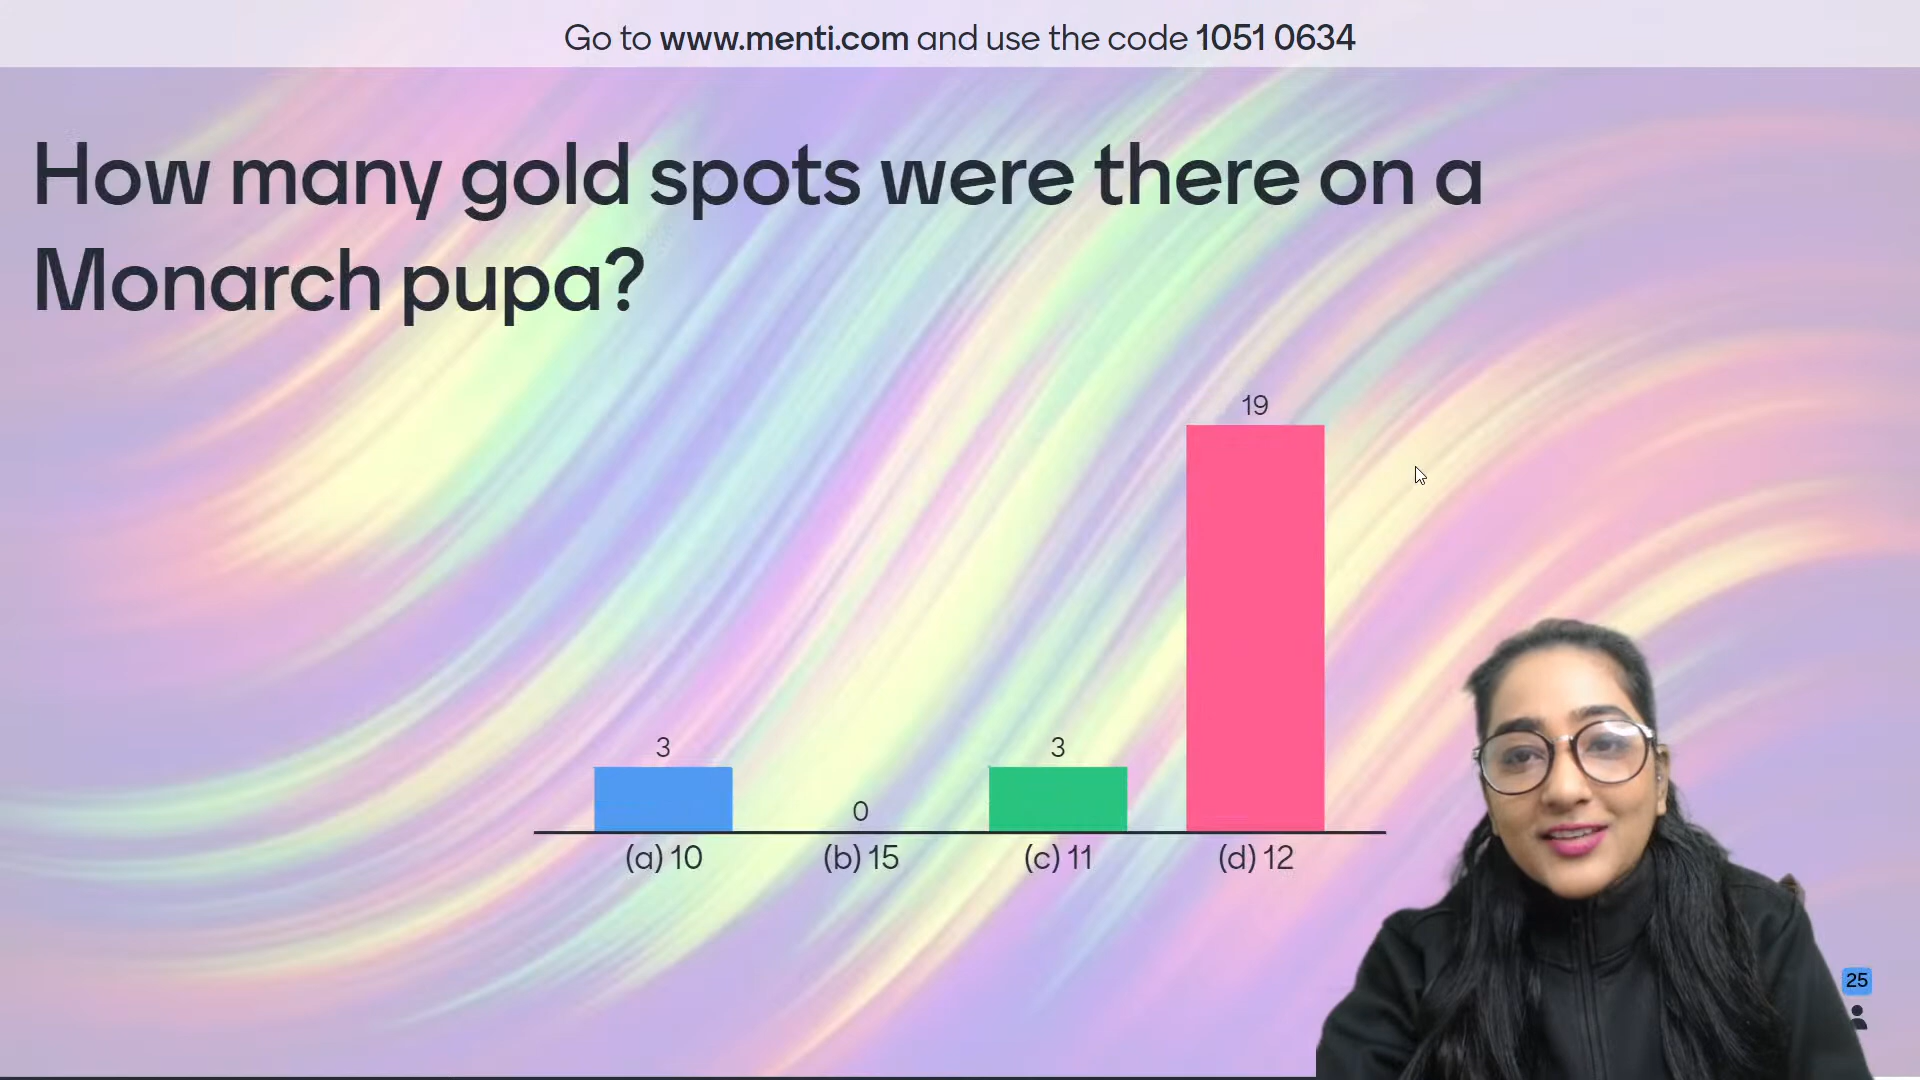 Go to www.menti.com and use the code 1051 0634
How many gold spots were there on a
Monarch pupa?
19
3
0
3
(a) 10
(b) 15
(c) 11
(d) 12
25